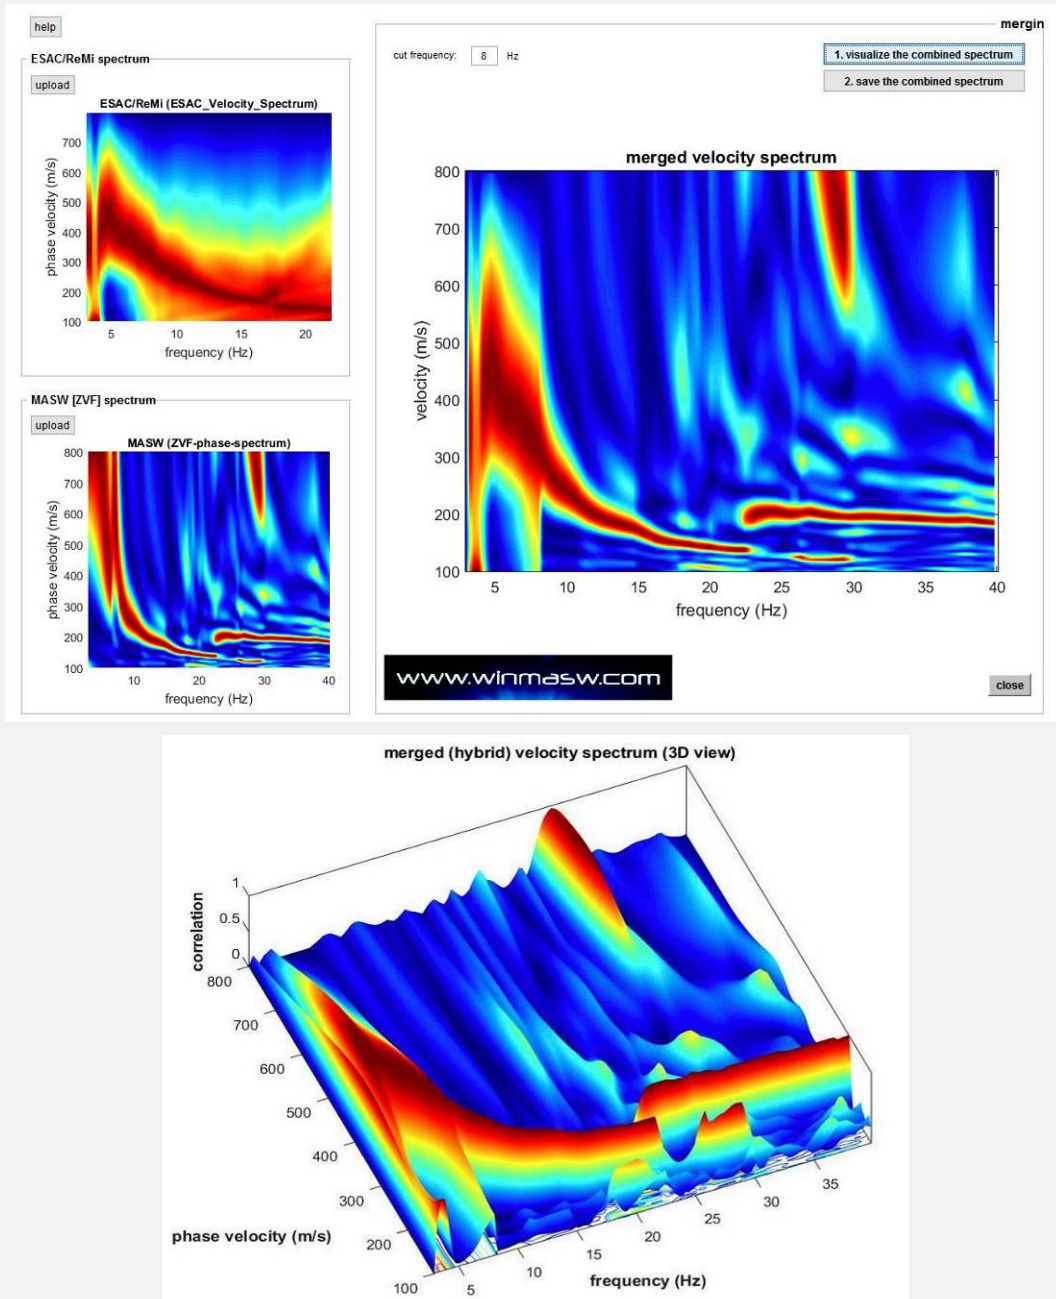 help
ESAC/ReMi spectrum
upload
ESAC/ReMi (ESAC_Velocity_Spectrum)
700
600
500
400
300
200
100
phase velocity (m/s)
5 10 15 20
frequency (Hz)
MASW [ZVF] spectrum
upload
MASW (ZVF-phase-spectrum)
800
700
600
500
400
300
200
100
phase velocity (m/s)
10 20 30 40
frequency (Hz)
mergin
cut frequency: 8 Hz
1. visualize the combined spectrum
2. save the combined spectrum
merged velocity spectrum
800
700
600
500
400
300
200
100
velocity (m/s)
5 10 15 20 25 30 35 40
frequency (Hz)
www.winmasw.com
close
merged (hybrid) velocity spectrum (3D view)
1
0.5
0
correlation
800
700
600
500
400
300
200
100
phase velocity (m/s)
5 10 15 20 25 30 35
frequency (Hz)